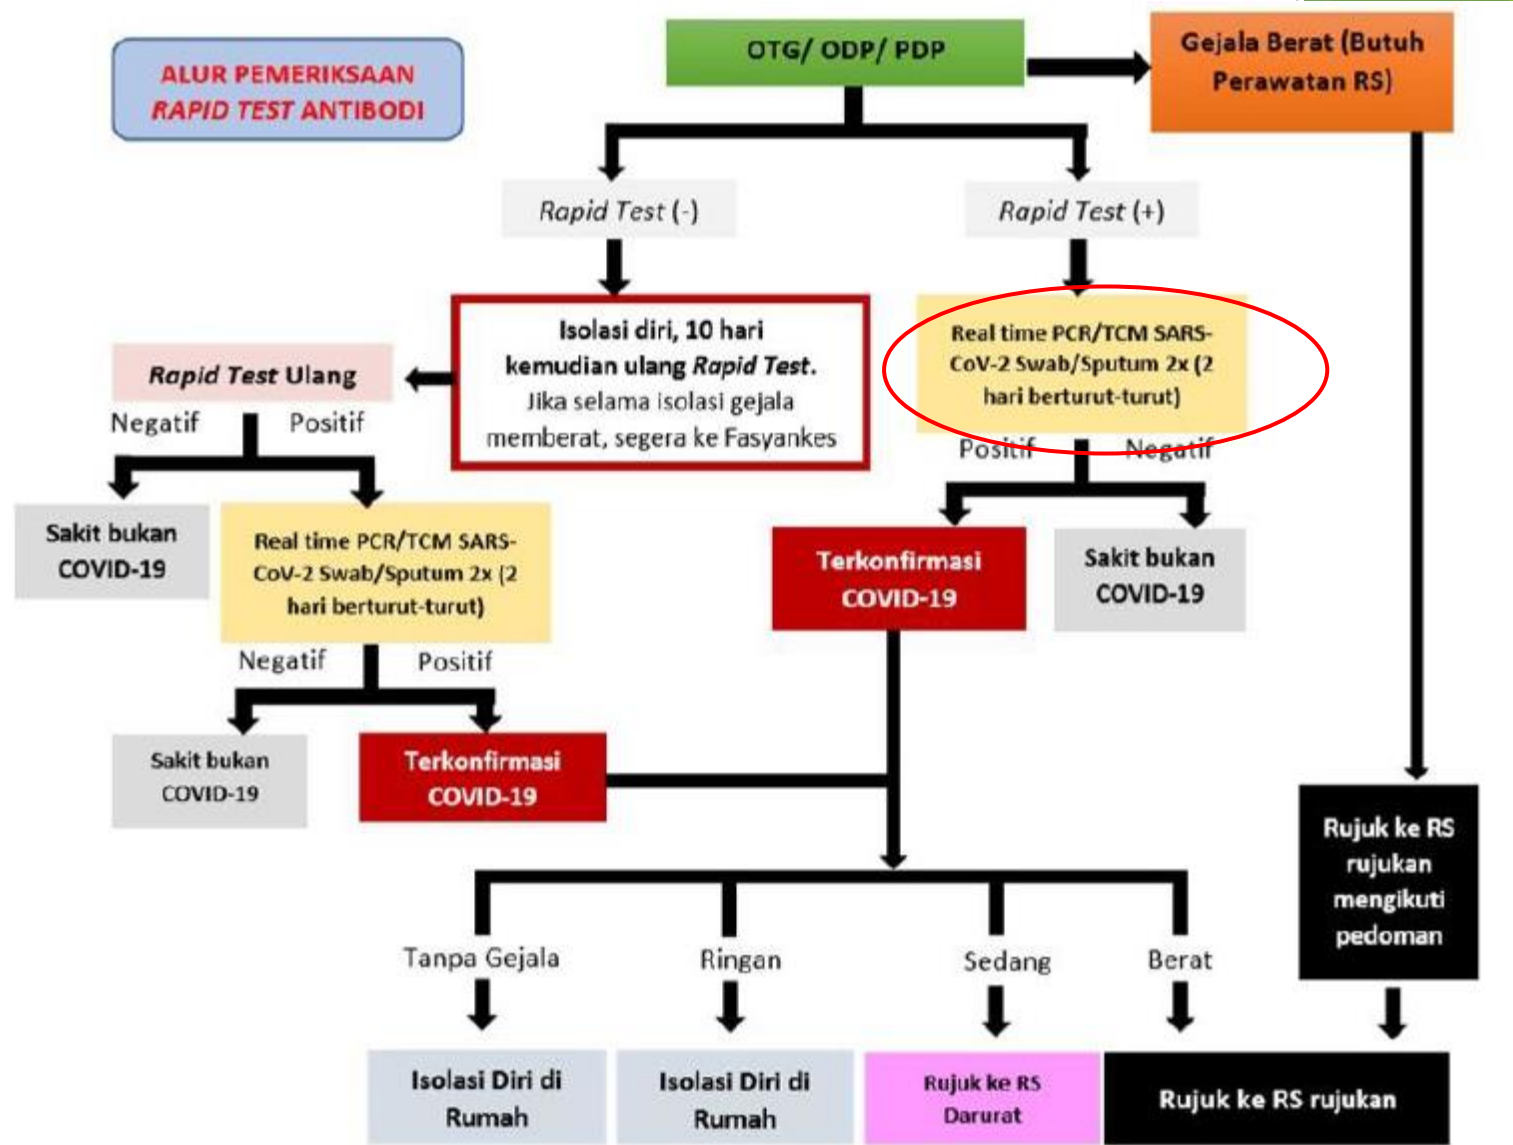 ALUR PEMERIKSAAN
RAPID TEST ANTIBODI
OTG/ ODP/ PDP
Gejala Berat (Butuh
Perawatan RS)
Rapid Test (-)
Rapid Test (+)
Isolasi diri, 10 hari
kemudian ulang Rapid Test.
Jika selama isolasi gejala
memberat, segera ke Fasyankes
Real time PCR/TCM SARS-
CoV-2 Swab/Sputum 2x (2
hari berturut-turut)
Rapid Test Ulang
Negatif
Positif
Positif
Negatif
Sakit bukan
COVID-19
Real time PCR/TCM SARS-
CoV-2 Swab/Sputum 2x (2
hari berturut-turut)
Terkonfirmasi
COVID-19
Sakit bukan
COVID-19
Negatif
Positif
Sakit bukan
COVID-19
Terkonfirmasi
COVID-19
Rujuk ke RS
rujukan
mengikuti
pedoman
Tanpa Gejala
Ringan
Sedang
Berat
Isolasi Diri di
Rumah
Isolasi Diri di
Rumah
Rujuk ke RS
Darurat
Rujuk ke RS rujukan